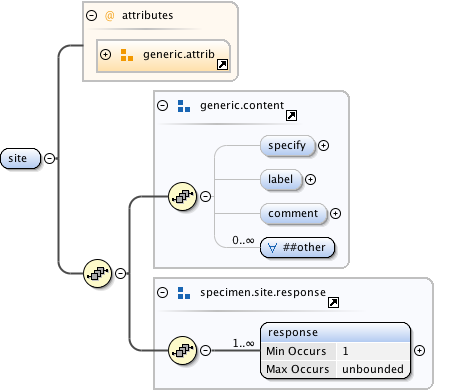 @ attributes
generic.attrib
generic.content
specify
label
site
comment
0..∞
∀ ##other
specimen.site.response
1..∞
response
Min Occurs 1
Max Occurs unbounded